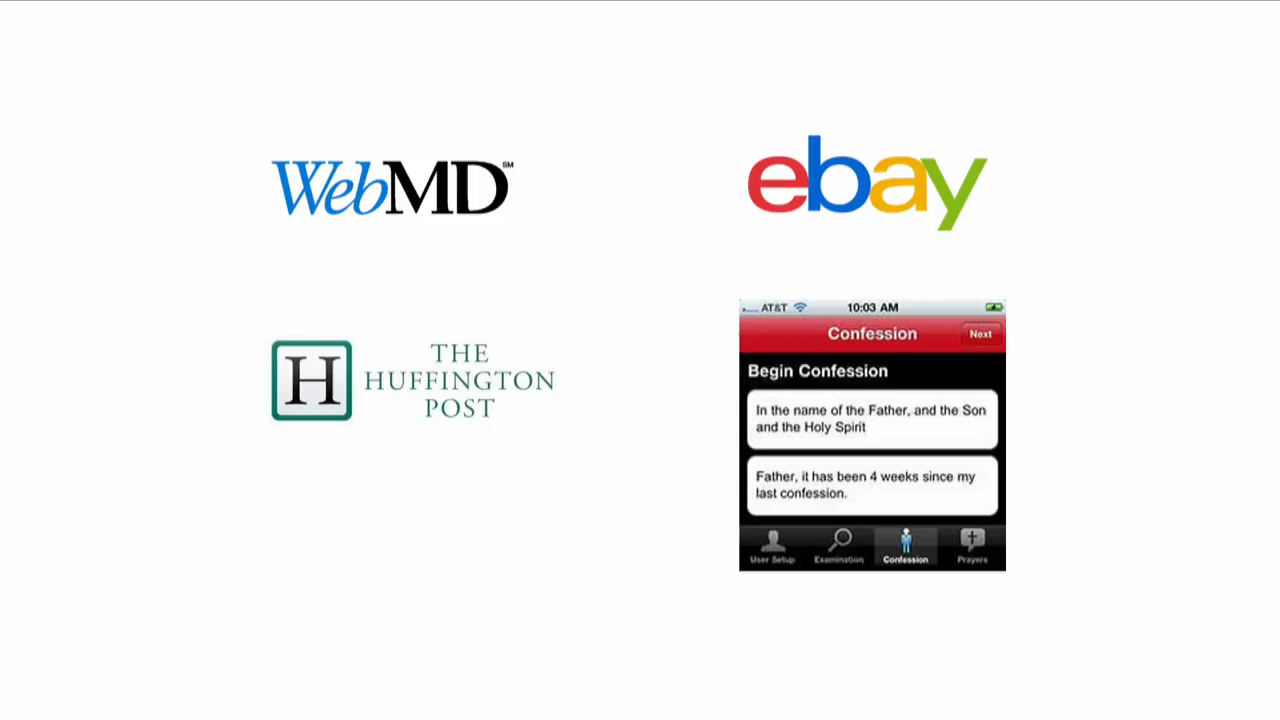 WebMD℠
ebay
H
THE
HUFFINGTON
POST
AT&T 10:03 AM
Confession
Next
Begin Confession
In the name of the Father, and the Son
and the Holy Spirit
Father, it has been 4 weeks since my
last confession.
User Setup Examination Confession Prayers